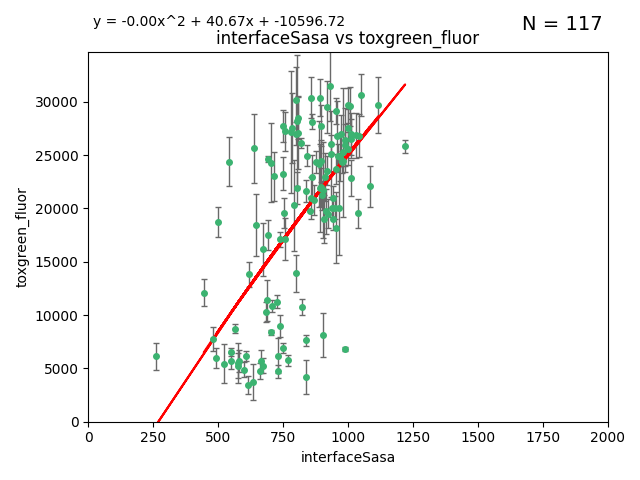 y = -0.00x^2 + 40.67x + -10596.72
N = 117
interfaceSasa vs toxgreen_fluor
toxgreen_fluor
30000
25000
20000
15000
10000
5000
0
0 250 500 750 1000 1250 1500 1750 2000
interfaceSasa